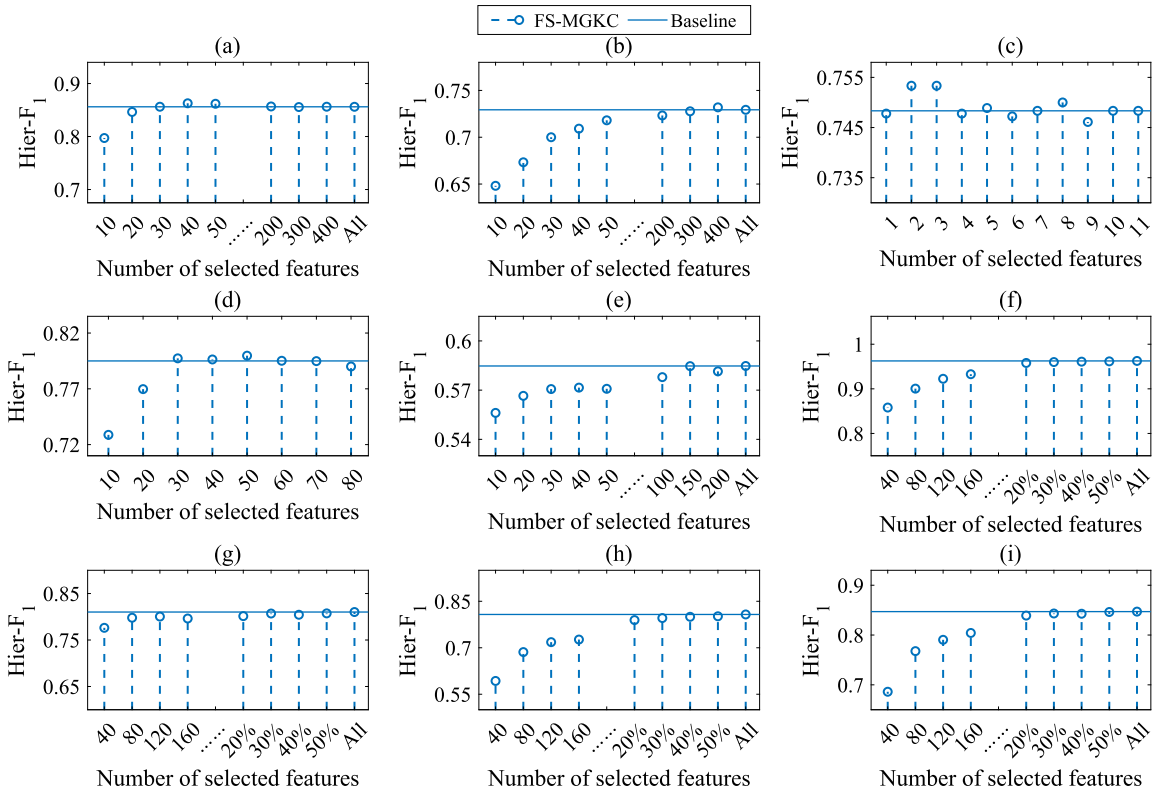 FS-MGKC Baseline
(a)
Hier-F1
0.9
0.8
0.7
10 20 30 40 50 ...... 200 300 400 All
Number of selected features
(b)
Hier-F1
0.75
0.7
0.65
10 20 30 40 50 ...... 200 300 400 All
Number of selected features
(c)
Hier-F1
0.755
0.745
0.735
1 2 3 4 5 6 7 8 9 10 11
Number of selected features
(d)
Hier-F1
0.82
0.77
0.72
10 20 30 40 50 60 70 80
Number of selected features
(e)
Hier-F1
0.6
0.57
0.54
10 20 30 40 50 ...... 100 150 200 All
Number of selected features
(f)
Hier-F1
1
0.9
0.8
40 80 120 160 ...... 20% 30% 40% 50% All
Number of selected features
(g)
Hier-F1
0.85
0.75
0.65
40 80 120 160 ...... 20% 30% 40% 50% All
Number of selected features
(h)
Hier-F1
0.85
0.7
0.55
40 80 120 160 ...... 20% 30% 40% 50% All
Number of selected features
(i)
Hier-F1
0.9
0.8
0.7
40 80 120 160 ...... 20% 30% 40% 50% All
Number of selected features